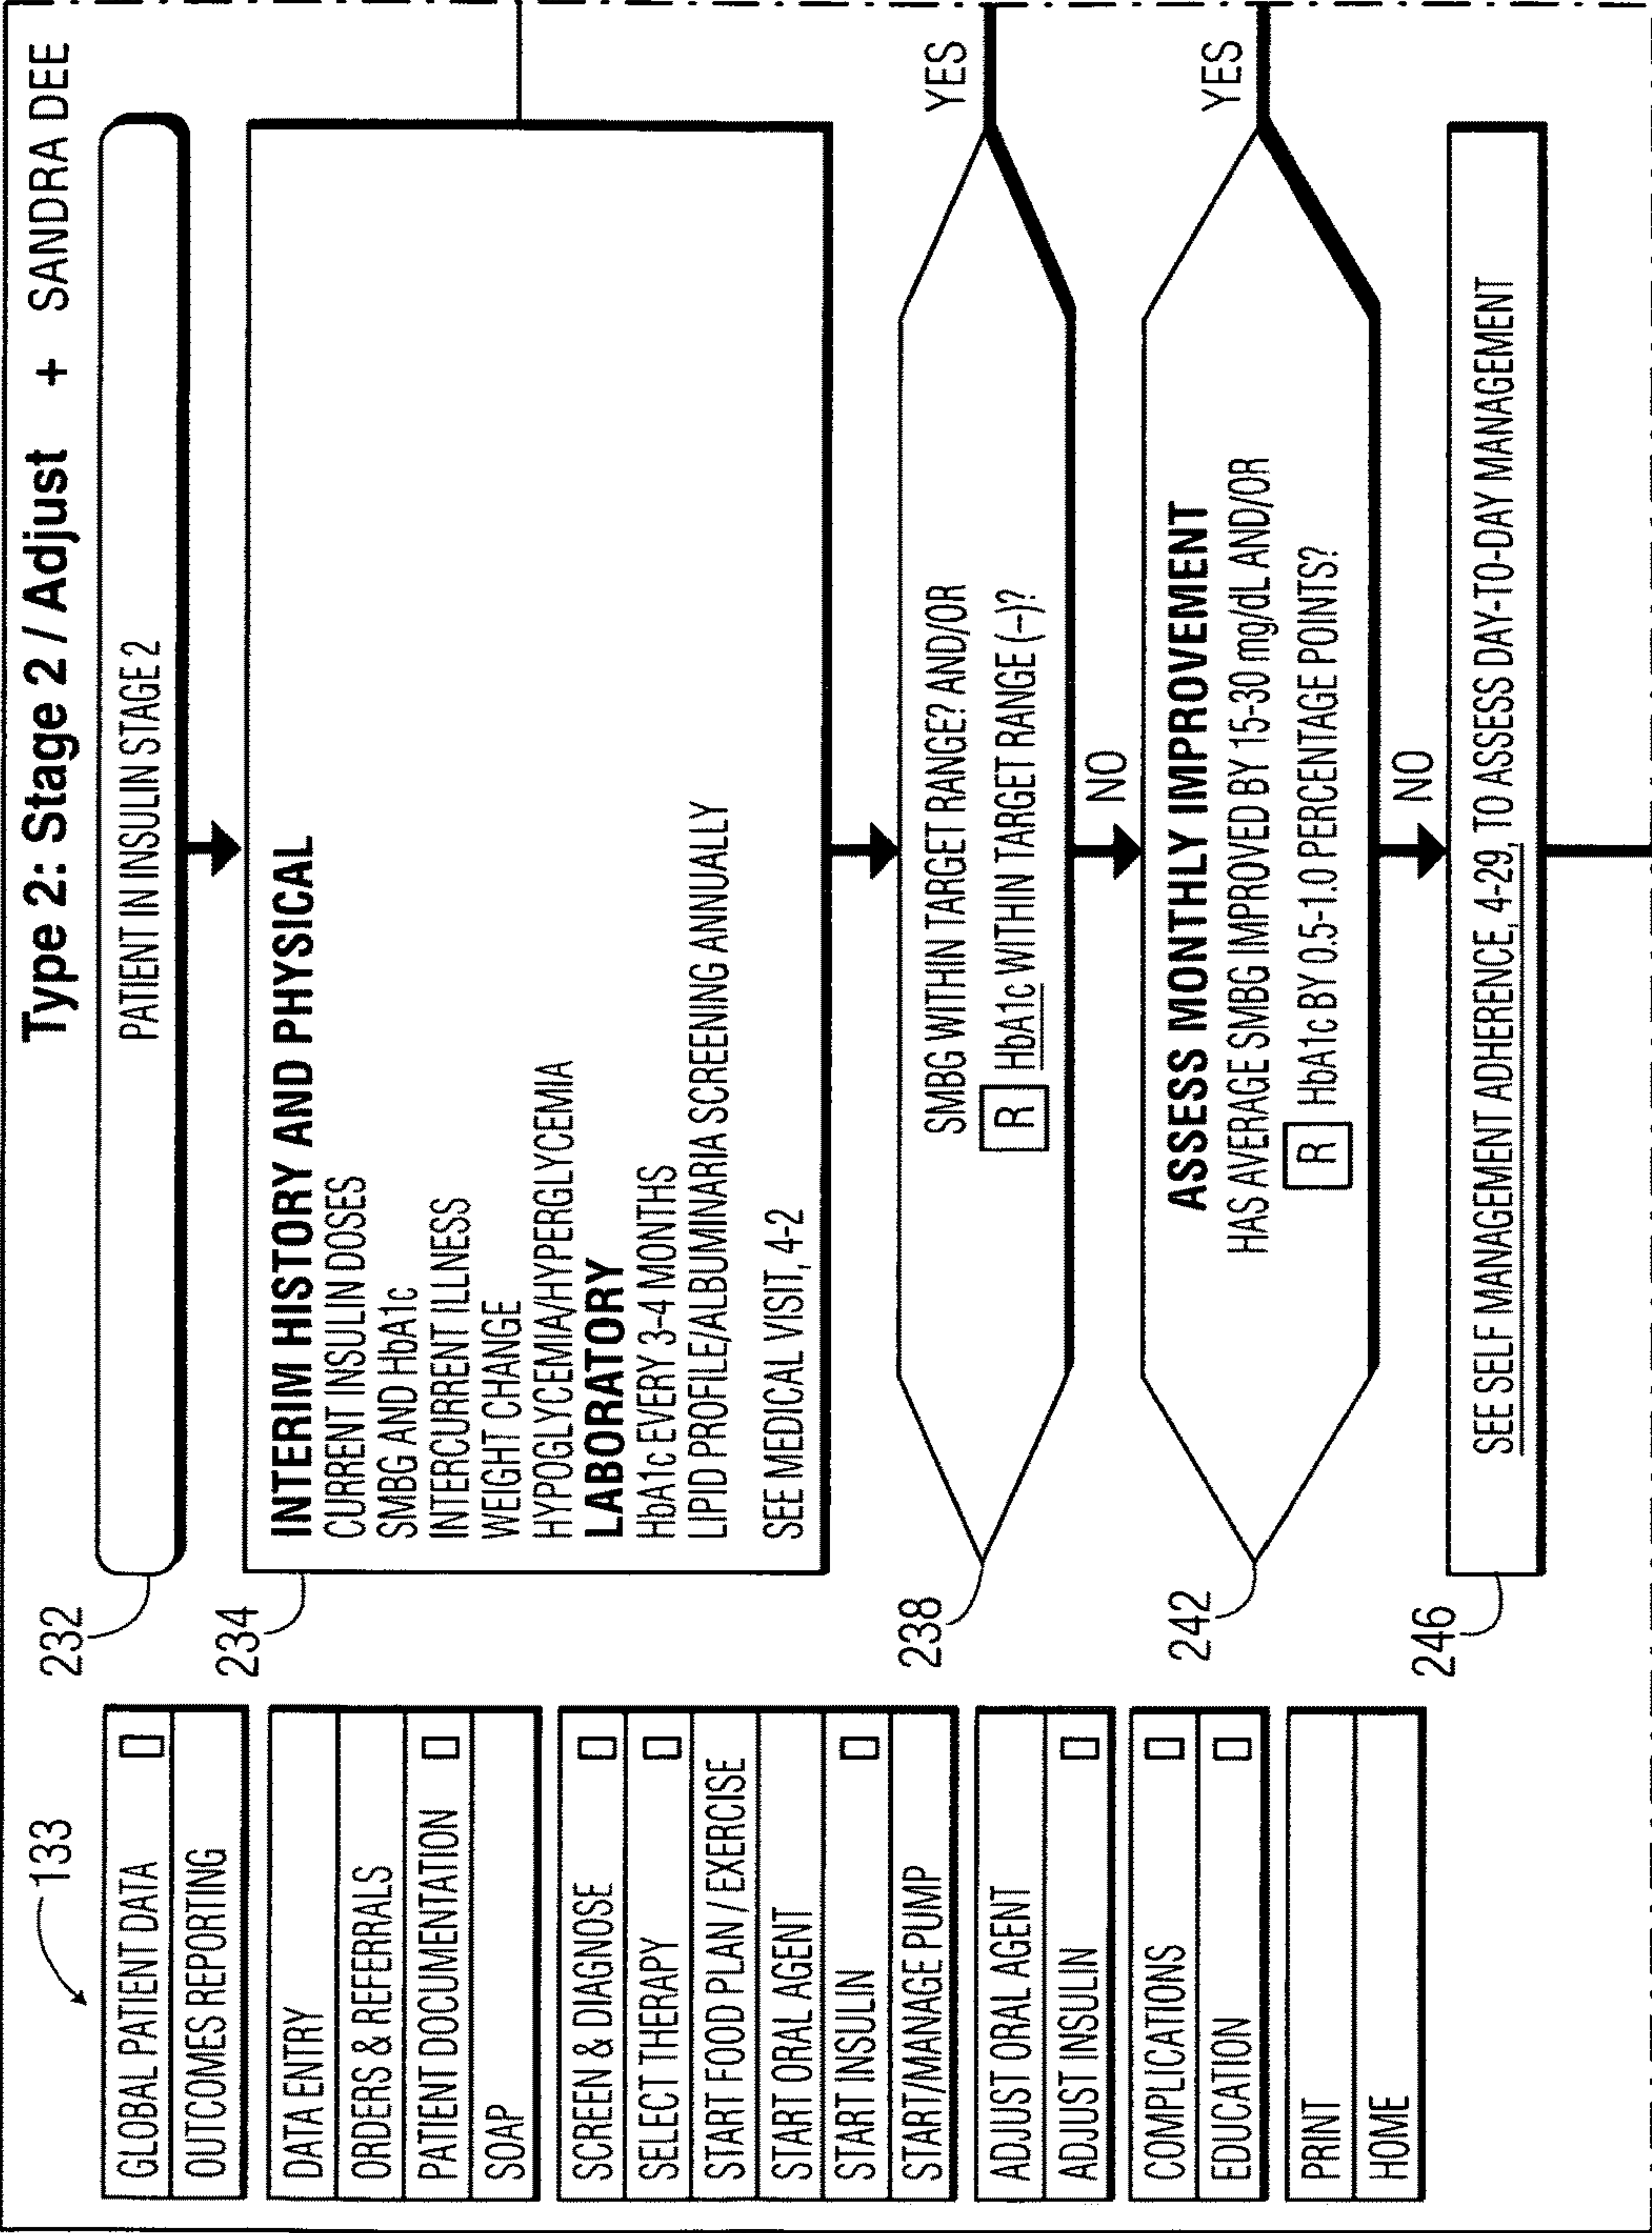 Type 2: Stage 2 / Adjust + SANDRA DEE
133
GLOBAL PATIENT DATA
OUTCOMES REPORTING
DATA ENTRY
ORDERS & REFERRALS
PATIENT DOCUMENTATION
SOAP
SCREEN & DIAGNOSE
SELECT THERAPY
START FOOD PLAN / EXERCISE
START ORAL AGENT
START INSULIN
START/MANAGE PUMP
ADJUST ORAL AGENT
ADJUST INSULIN
COMPLICATIONS
EDUCATION
PRINT
HOME
232
PATIENT IN INSULIN STAGE 2
234
INTERIM HISTORY AND PHYSICAL
CURRENT INSULIN DOSES
SMBG AND HbA1c
INTERCURRENT ILLNESS
WEIGHT CHANGE
HYPOGLYCEMIA/HYPERGLYCEMIA
LABORATORY
HbA1c EVERY 3-4 MONTHS
LIPID PROFILE/ALBUMINARIA SCREENING ANNUALLY
SEE MEDICAL VISIT, 4-2
238
SMBG WITHIN TARGET RANGE? AND/OR
R HbA1c WITHIN TARGET RANGE (–)?
YES
NO
242
ASSESS MONTHLY IMPROVEMENT
HAS AVERAGE SMBG IMPROVED BY 15-30 mg/dL AND/OR
R HbA1c BY 0.5-1.0 PERCENTAGE POINTS?
YES
NO
246
SEE SELF MANAGEMENT ADHERENCE, 4-29, TO ASSESS DAY-TO-DAY MANAGEMENT